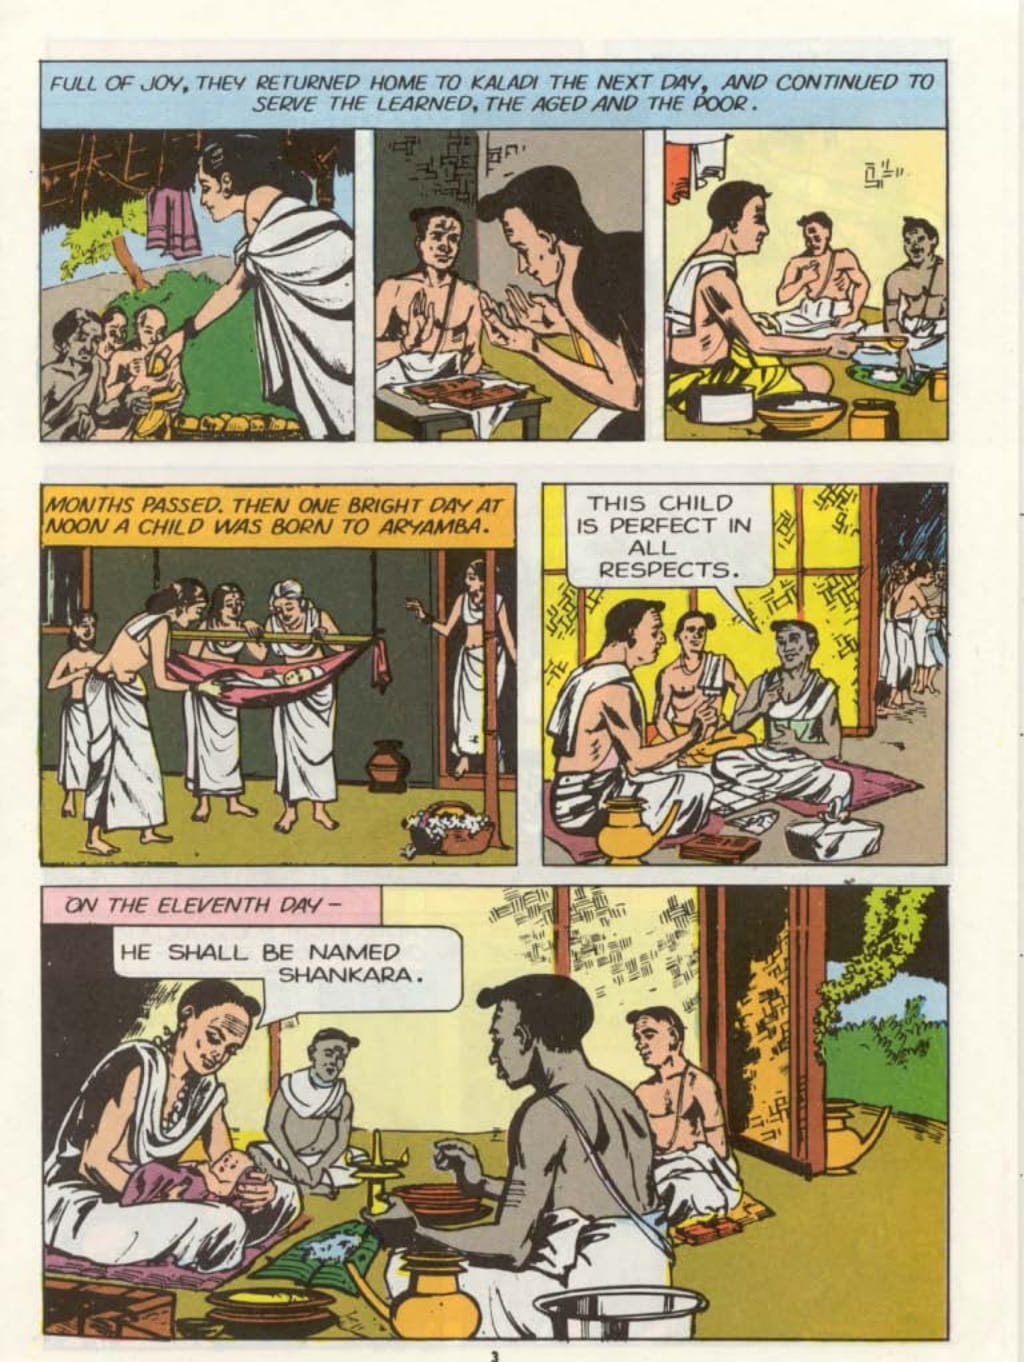 FULL OF JOY, THEY RETURNED HOME TO KALADI THE NEXT DAY, AND CONTINUED TO
SERVE THE LEARNED, THE AGED AND THE POOR.
MONTHS PASSED. THEN ONE BRIGHT DAY AT
NOON A CHILD WAS BORN TO ARYAMBA.
THIS CHILD
IS PERFECT IN
ALL
RESPECTS.
ON THE ELEVENTH DAY —
HE SHALL BE NAMED
SHANKARA.
3